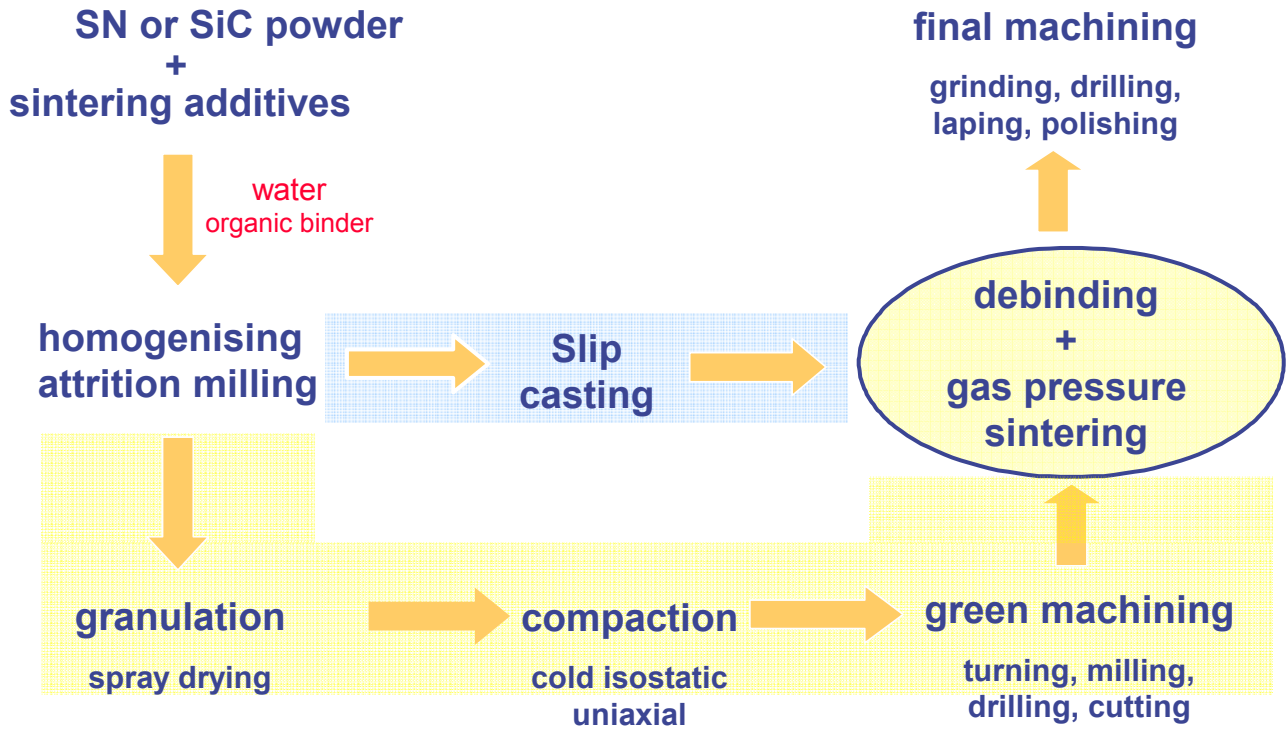 SN or SiC powder
+
sintering additives
water
organic binder
homogenising
attrition milling
Slip
casting
final machining
grinding, drilling,
laping, polishing
debinding
+
gas pressure
sintering
granulation
spray drying
compaction
cold isostatic
uniaxial
green machining
turning, milling,
drilling, cutting